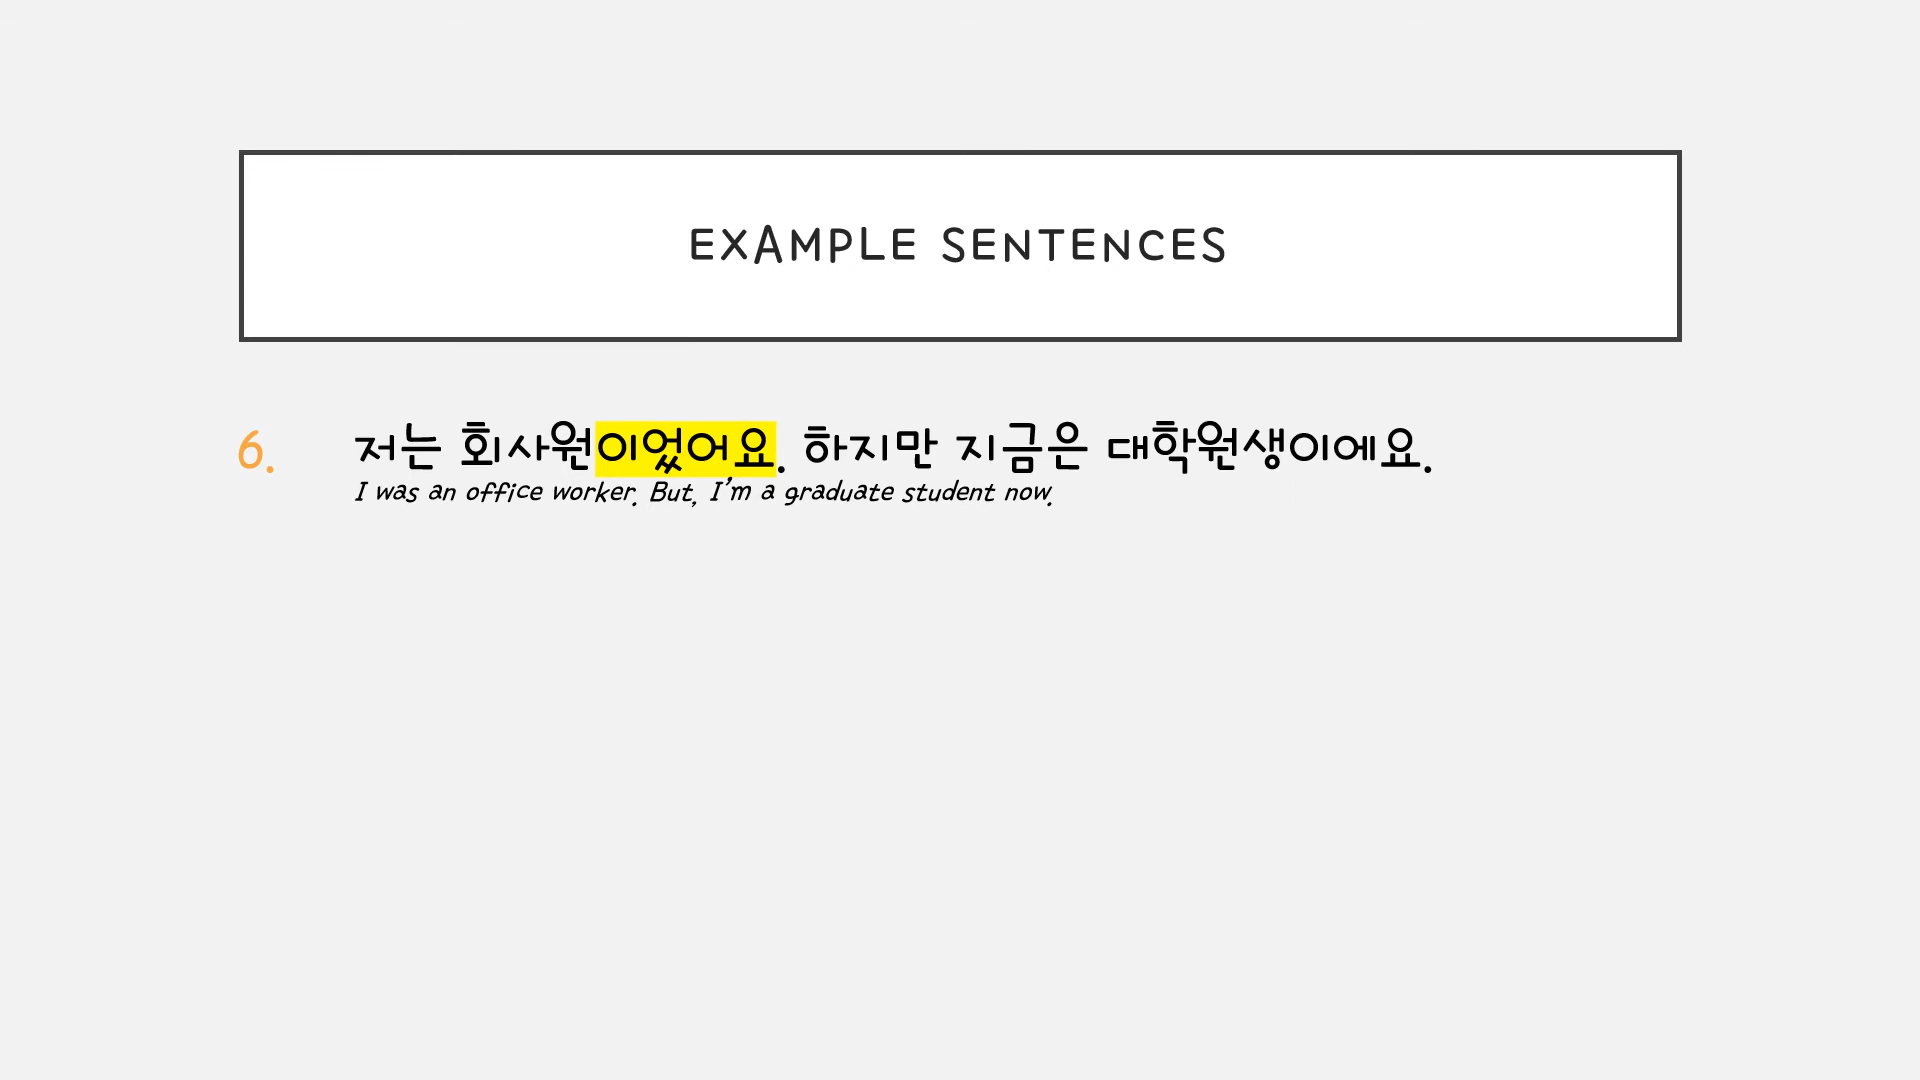 EXAMPLE SENTENCES
6. 저는 회사원이었어요. 하지만 지금은 대학원생이에요.
I was an office worker. But, I'm a graduate student now.